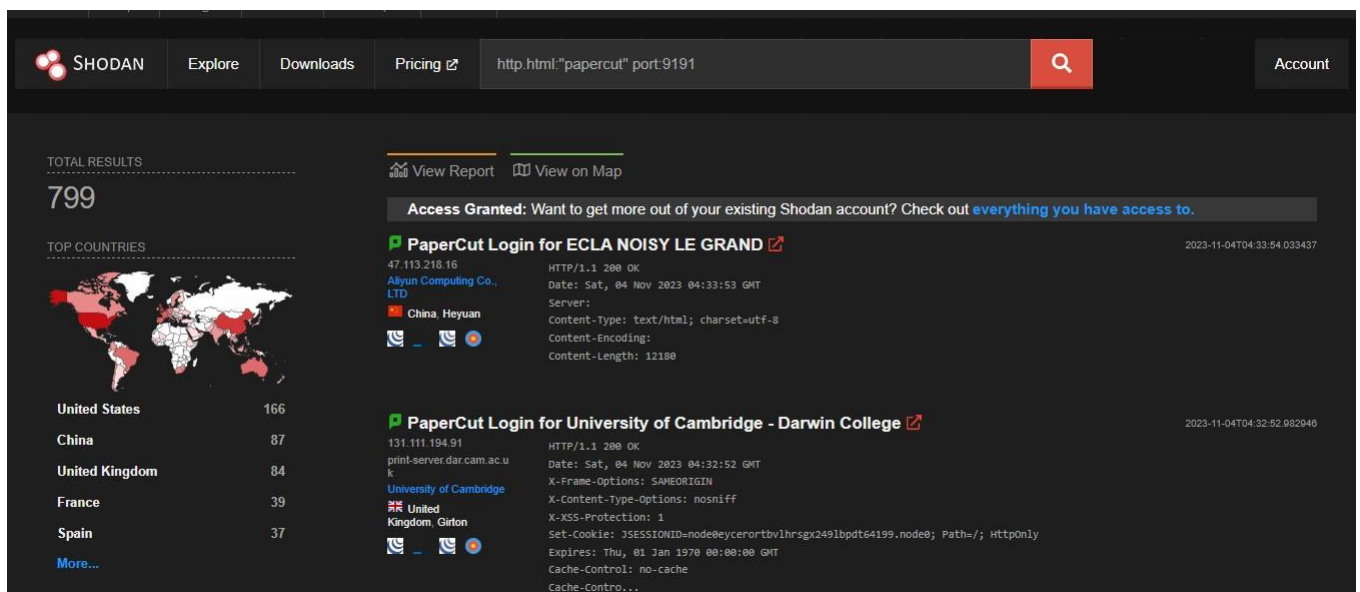 SHODAN
Explore
Downloads
Pricing
http.html:"papercut" port:9191
Account
TOTAL RESULTS
799
TOP COUNTRIES
United States 166
China 87
United Kingdom 84
France 39
Spain 37
More...
View Report
View on Map
Access Granted: Want to get more out of your existing Shodan account? Check out everything you have access to.
PaperCut Login for ECLA NOISY LE GRAND
2023-11-04T04:33:54.033437
47.113.218.16
Aliyun Computing Co.,
LTD
China, Heyuan
HTTP/1.1 200 OK
Date: Sat, 04 Nov 2023 04:33:53 GMT
Server:
Content-Type: text/html; charset=utf-8
Content-Encoding:
Content-Length: 12180
PaperCut Login for University of Cambridge - Darwin College
2023-11-04T04:32:52.982946
131.111.194.91
print-server.dar.cam.ac.u
k
University of Cambridge
United
Kingdom, Girton
HTTP/1.1 200 OK
Date: Sat, 04 Nov 2023 04:32:52 GMT
X-Frame-Options: SAMEORIGIN
X-Content-Type-Options: nosniff
X-XSS-Protection: 1
Set-Cookie: JSESSIONID=node0eycerortbvlhrsgx249lbpdt64199.node0; Path=/; HttpOnly
Expires: Thu, 01 Jan 1970 00:00:00 GMT
Cache-Control: no-cache
Cache-Contro...